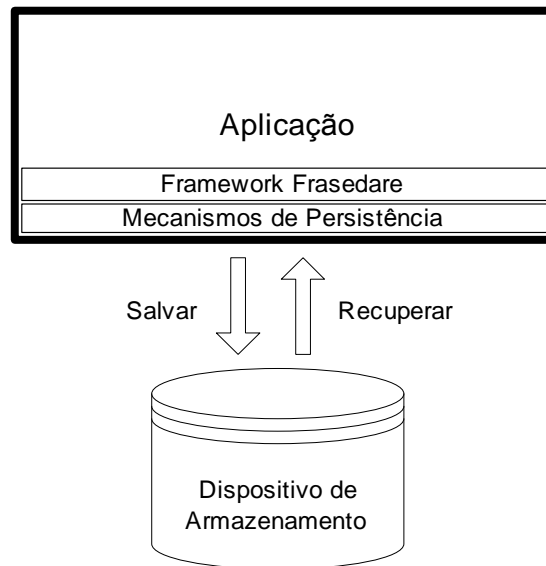 Aplicação
Framework Frasedare
Mecanismos de Persistência
Salvar
Recuperar
Dispositivo de
Armazenamento